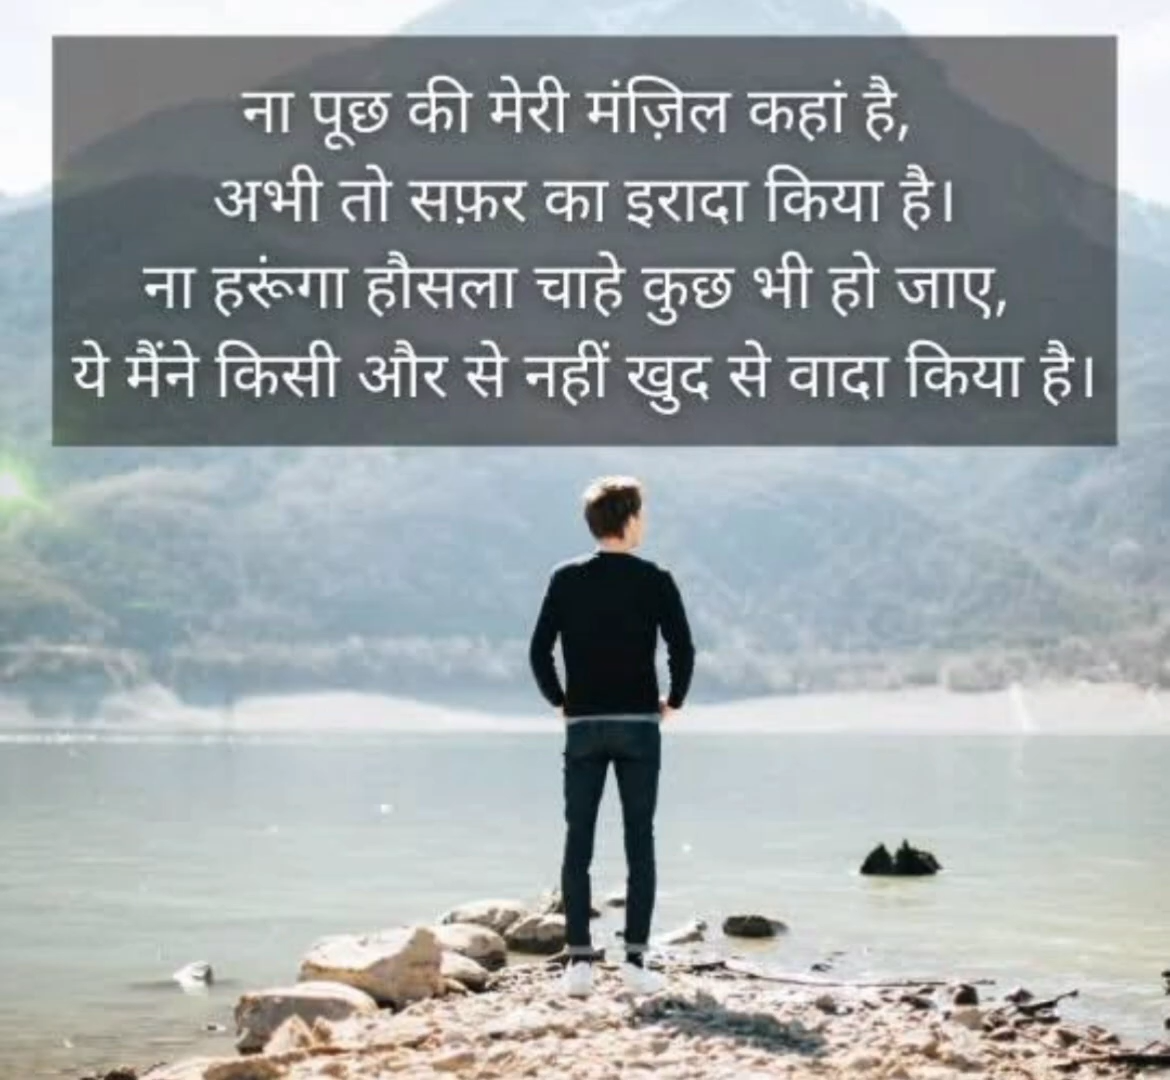 ना पूछ की मेरी मंज़िल कहां है,
अभी तो सफ़र का इरादा किया है।
ना हरूंगा हौसला चाहे कुछ भी हो जाए,
ये मैंने किसी और से नहीं खुद से वादा किया है।